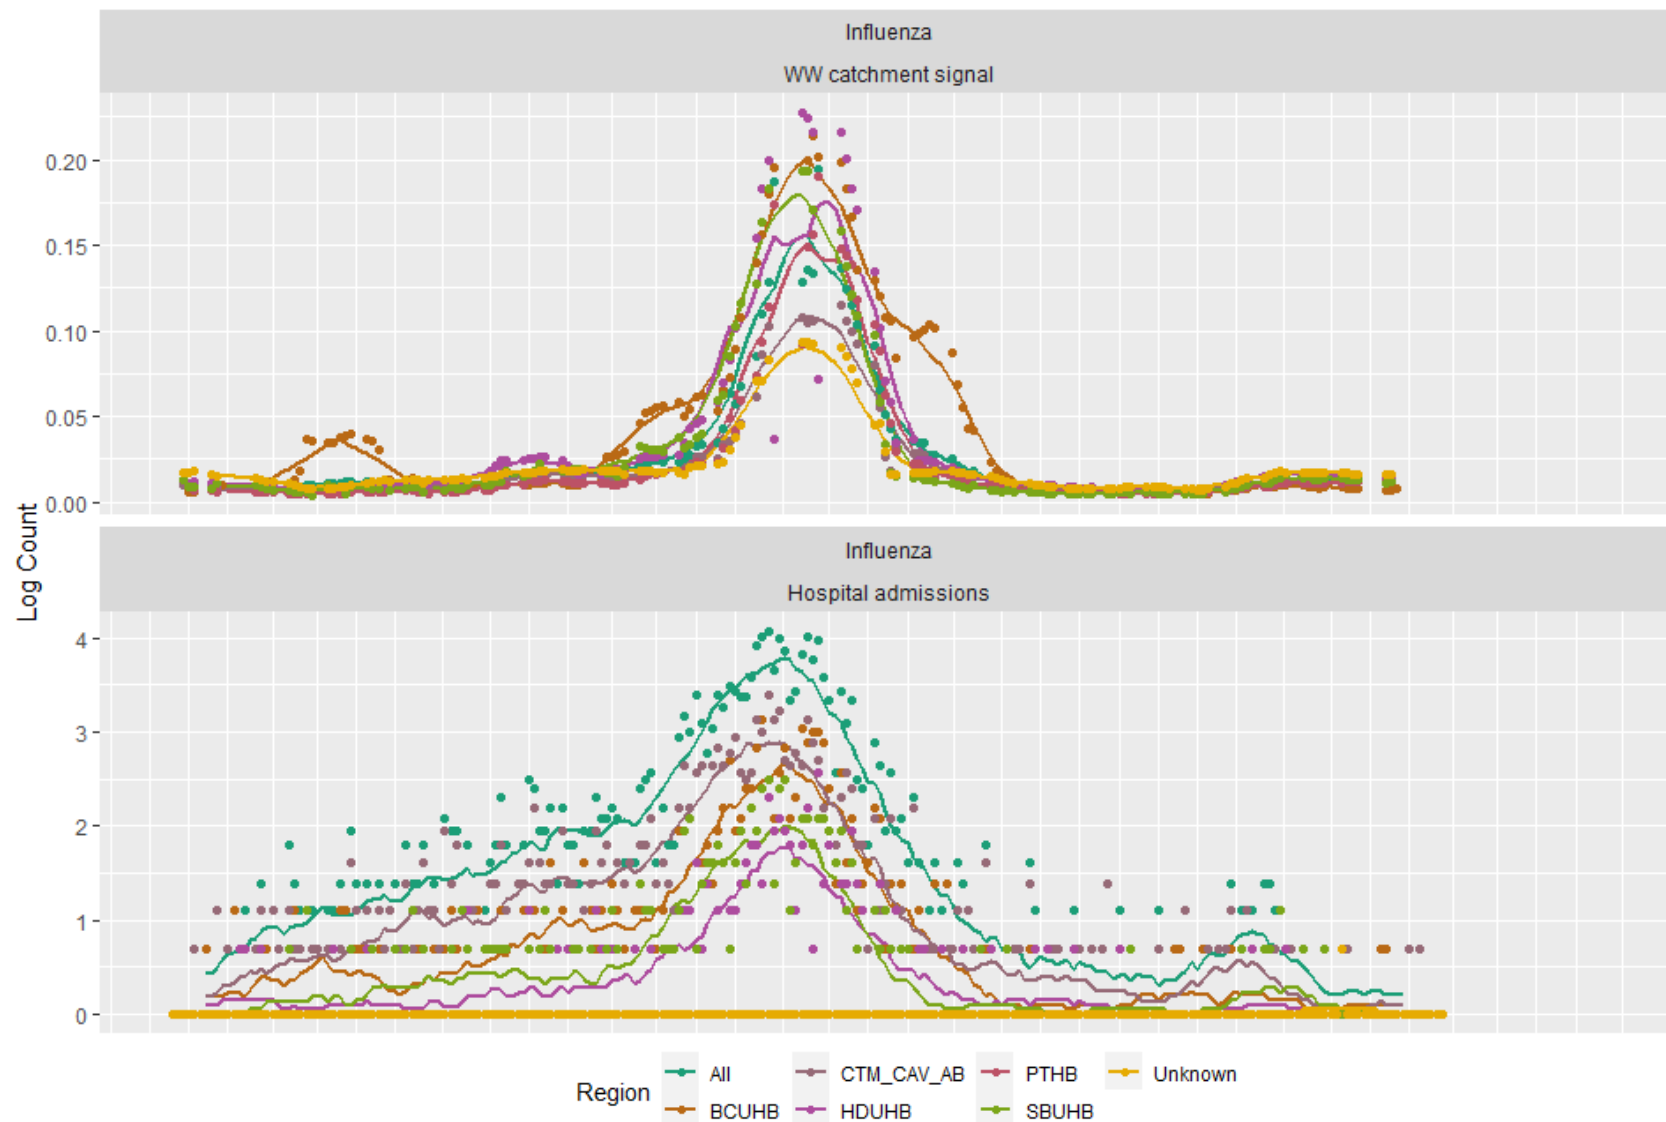 Influenza
WW catchment signal
0.20
0.15
0.10
0.05
0.00
Log Count
Influenza
Hospital admissions
4
3
2
1
0
Region
All
CTM_CAV_AB
PTHB
Unknown
BCUHB
HDUHB
SBUHB